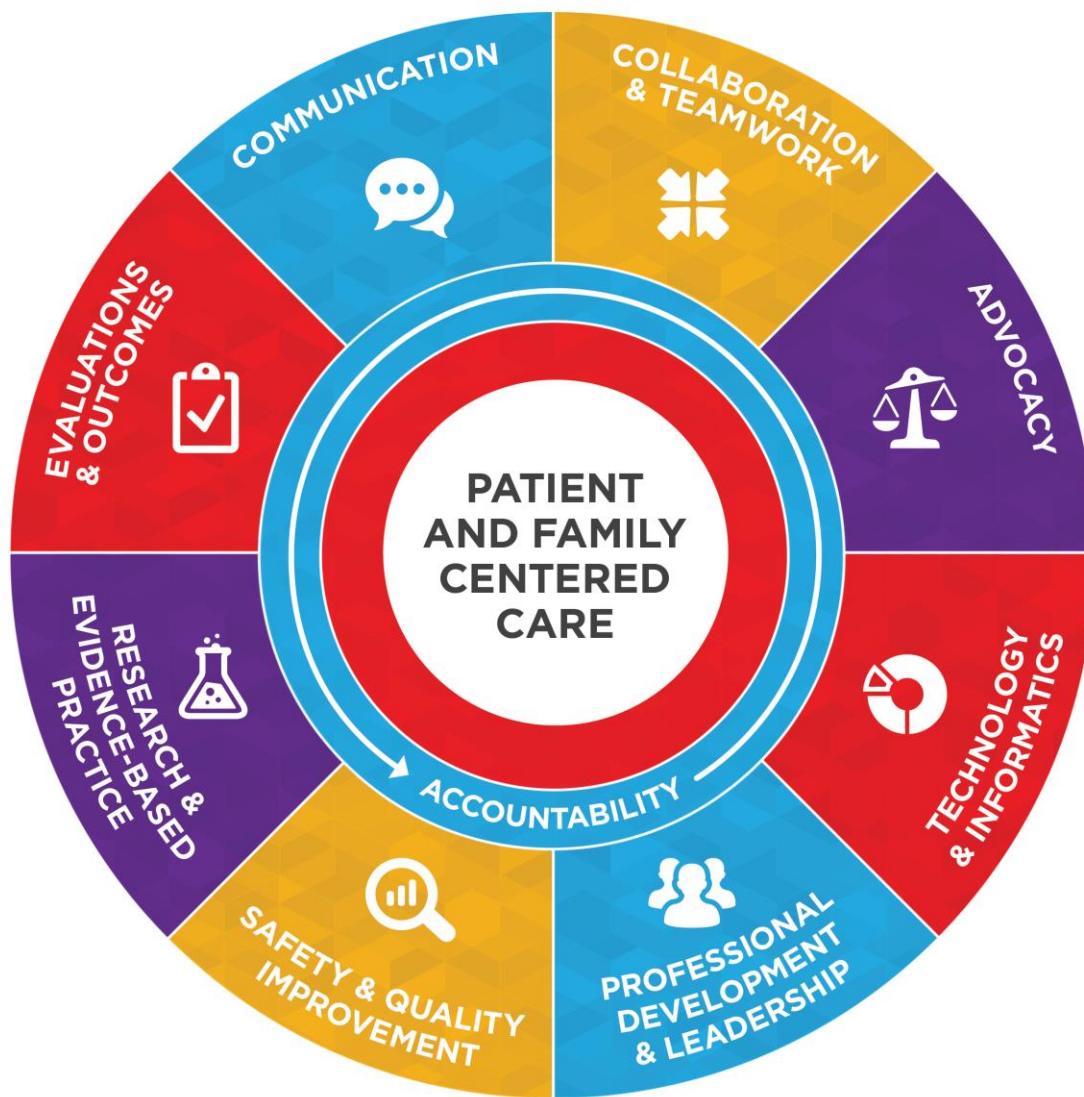 COMMUNICATION
COLLABORATION
& TEAMWORK
ADVOCACY
TECHNOLOGY
& INFORMATICS
PROFESSIONAL
DEVELOPMENT
& LEADERSHIP
SAFETY & QUALITY
IMPROVEMENT
RESEARCH &
EVIDENCE-BASED
PRACTICE
EVALUATIONS
& OUTCOMES
PATIENT
AND FAMILY
CENTERED
CARE
ACCOUNTABILITY